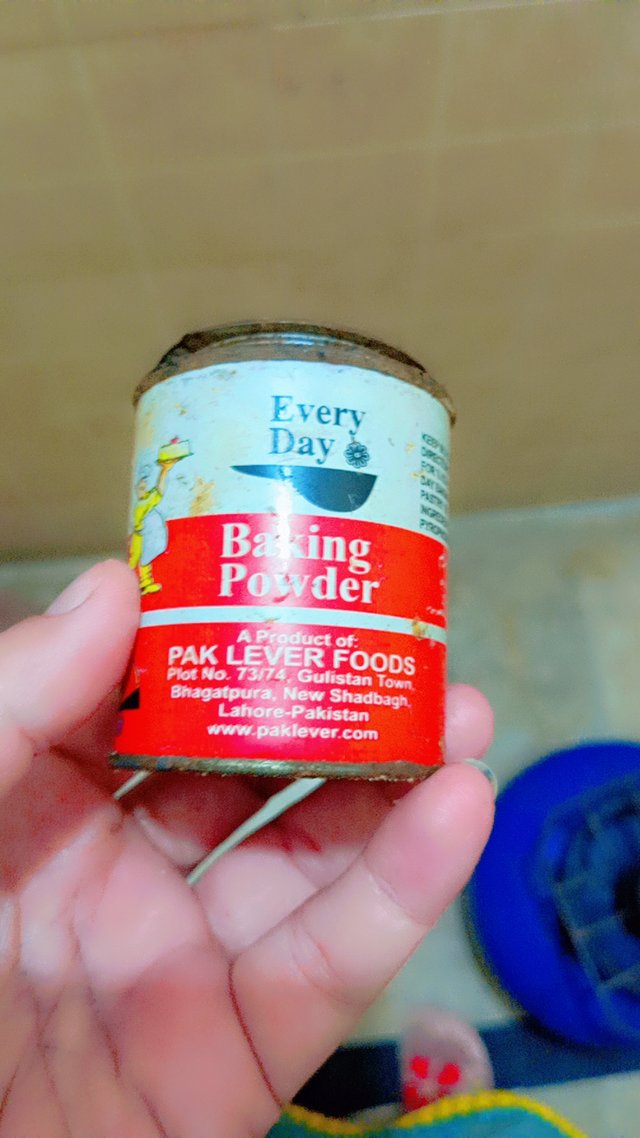 Every
Day
Baking
Powder
A Product of:
PAK LEVER FOODS
Plot No. 73/74, Gulistan Town,
Bhagatpura, New Shadbagh,
Lahore-Pakistan
www.paklever.com